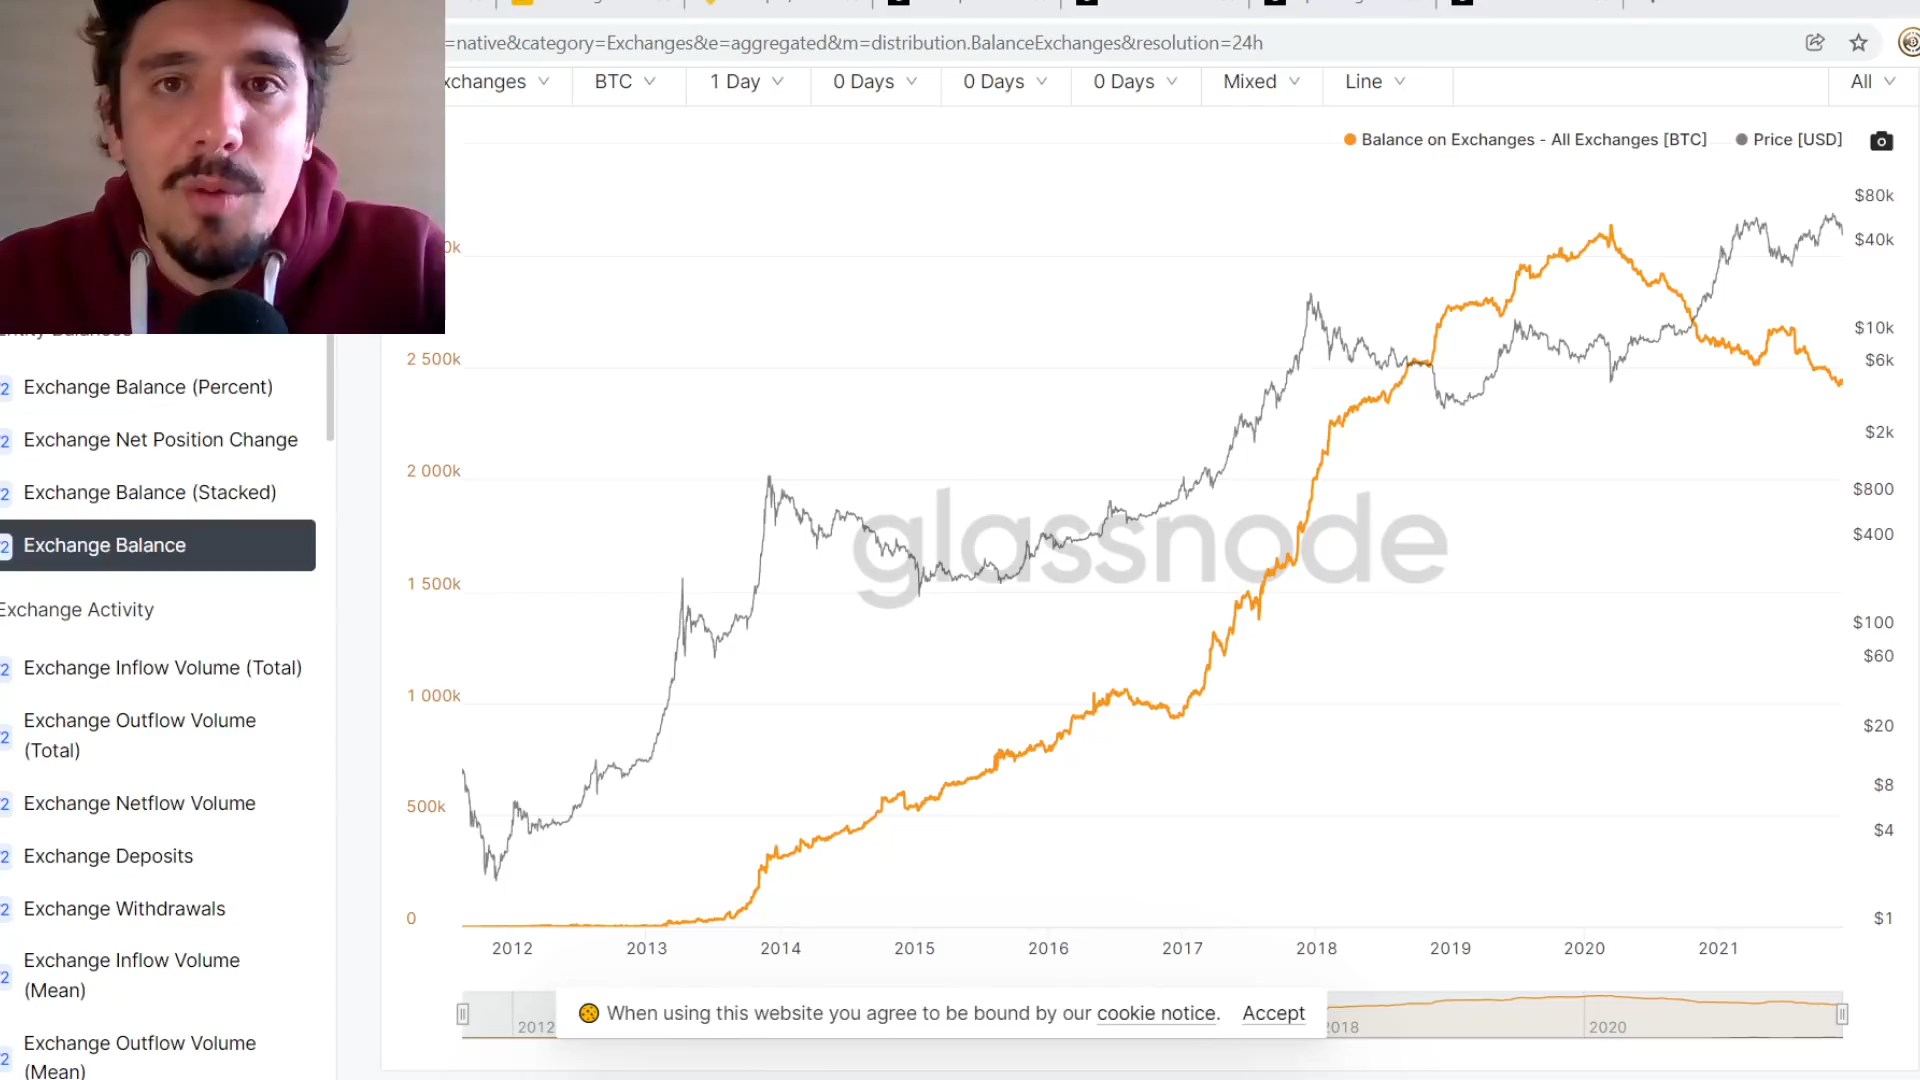 =native&category=Exchanges&e=aggregated&m=distribution.BalanceExchanges&resolution=24h
xchanges BTC 1 Day 0 Days 0 Days 0 Days Mixed Line All
Balance on Exchanges - All Exchanges [BTC] Price [USD]
0k
2 500k
2 000k
1 500k
1 000k
500k
0
$80k
$40k
$10k
$6k
$2k
$800
$400
$100
$60
$20
$8
$4
$1
glassnode
2012 2013 2014 2015 2016 2017 2018 2019 2020 2021
2012 018 2020
Exchange Balance (Percent)
Exchange Net Position Change
Exchange Balance (Stacked)
Exchange Balance
Exchange Activity
Exchange Inflow Volume (Total)
Exchange Outflow Volume
(Total)
Exchange Netflow Volume
Exchange Deposits
Exchange Withdrawals
Exchange Inflow Volume
(Mean)
Exchange Outflow Volume
(Mean)
When using this website you agree to be bound by our cookie notice. Accept